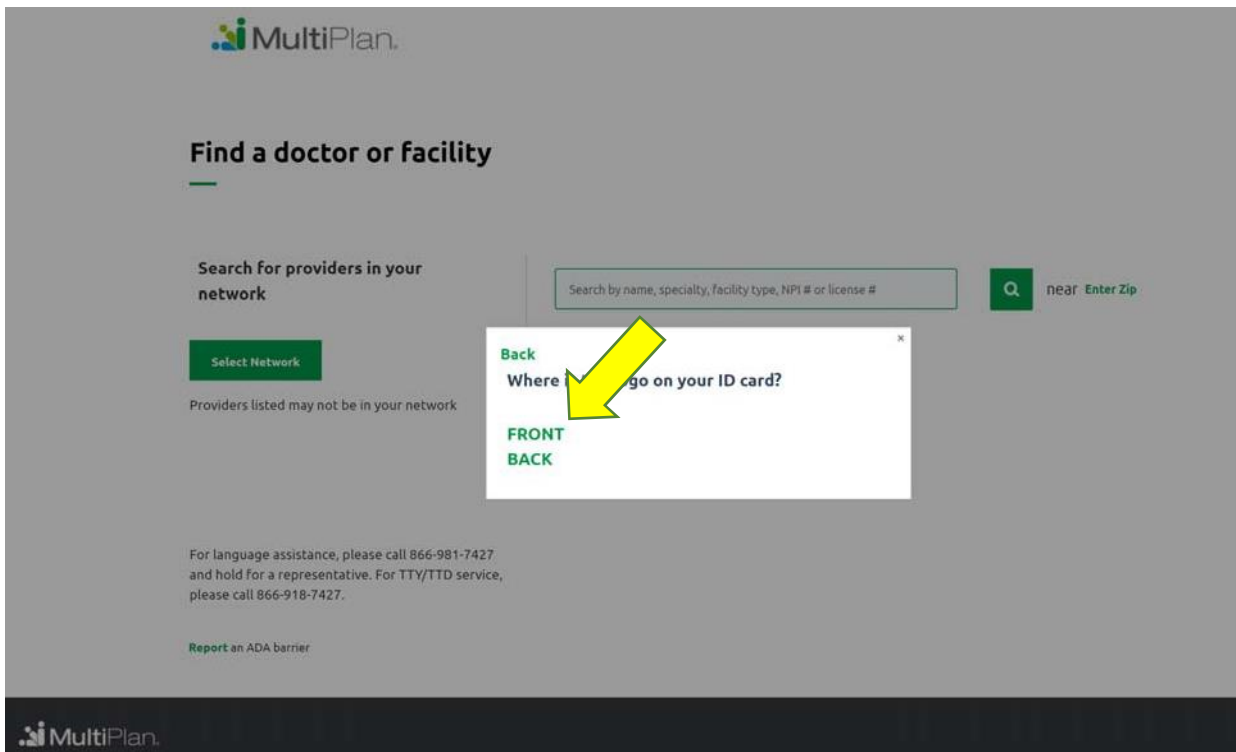 MultiPlan.
Find a doctor or facility
Search for providers in your
network
Search by name, specialty, facility type, NPI # or license #
near Enter Zip
Select Network
Providers listed may not be in your network
×
Back
Where go on your ID card?
FRONT
BACK
For language assistance, please call 866-981-7427
and hold for a representative. For TTY/TTD service,
please call 866-918-7427.
Report an ADA barrier
MultiPlan.